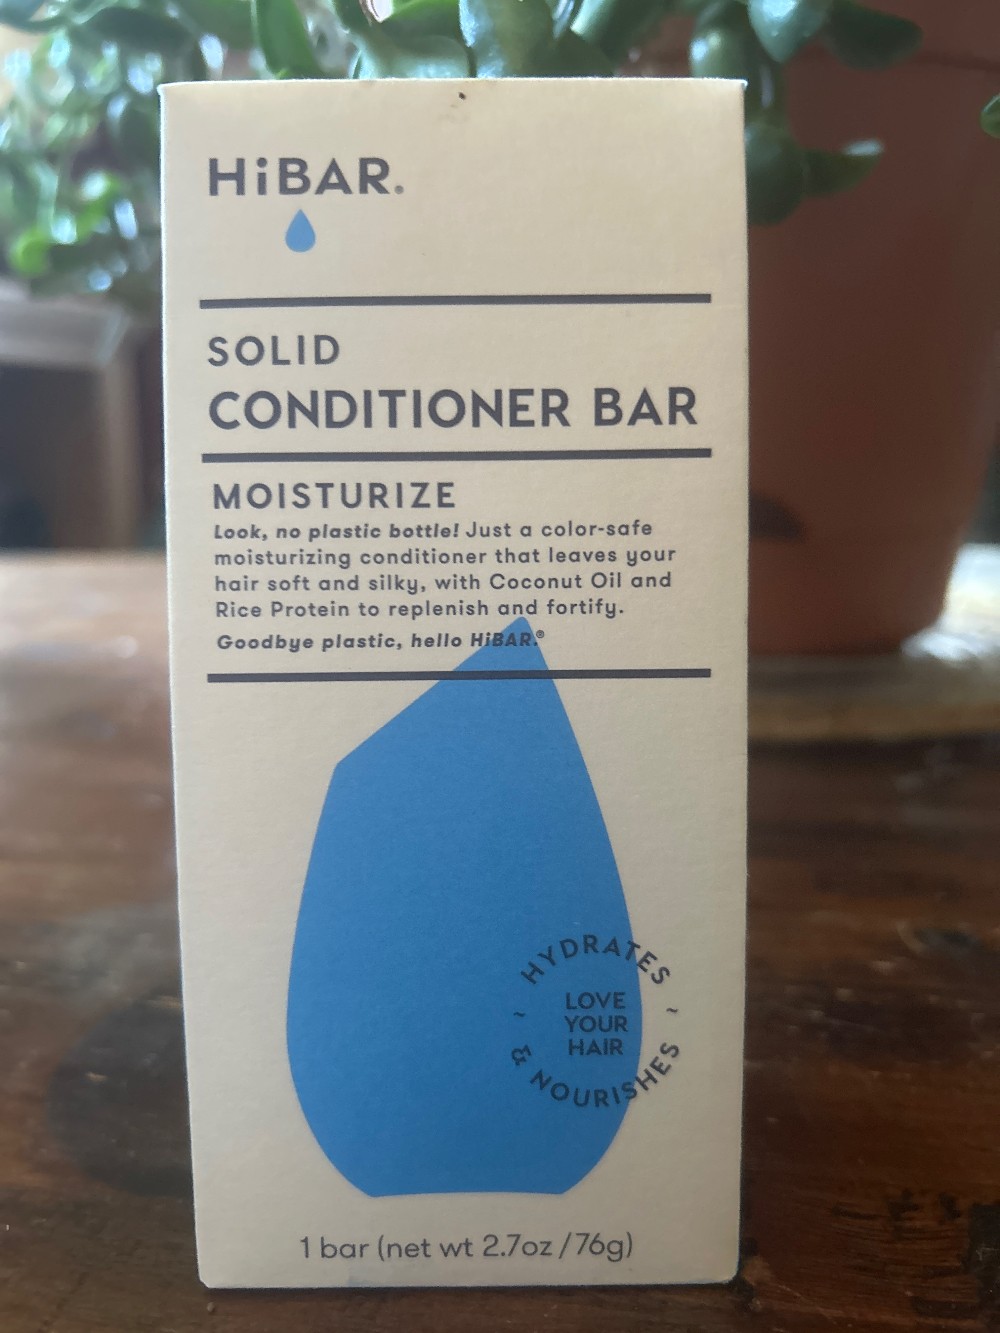 HiBAR®
SOLID
CONDITIONER BAR
MOISTURIZE
Look, no plastic bottle! Just a color-safe
moisturizing conditioner that leaves your
hair soft and silky, with Coconut Oil and
Rice Protein to replenish and fortify.
Goodbye plastic, hello HiBAR.®
HYDRATES
LOVE
YOUR
HAIR
& NOURISHES
1 bar (net wt 2.7oz/76g)